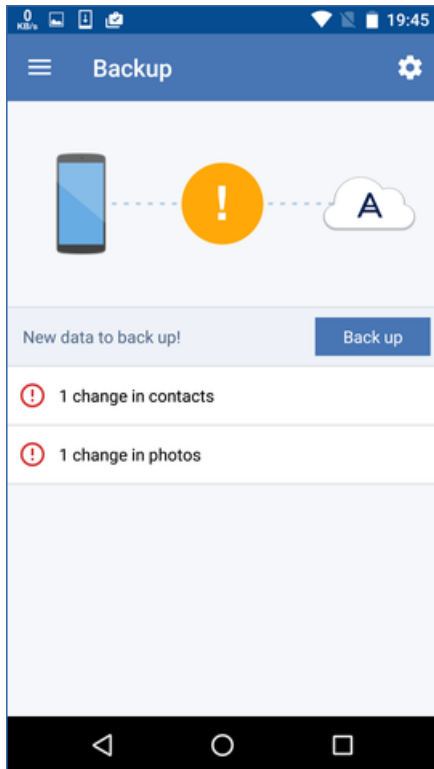 0
KB/s
19:45
Backup
New data to back up!
Back up
1 change in contacts
1 change in photos